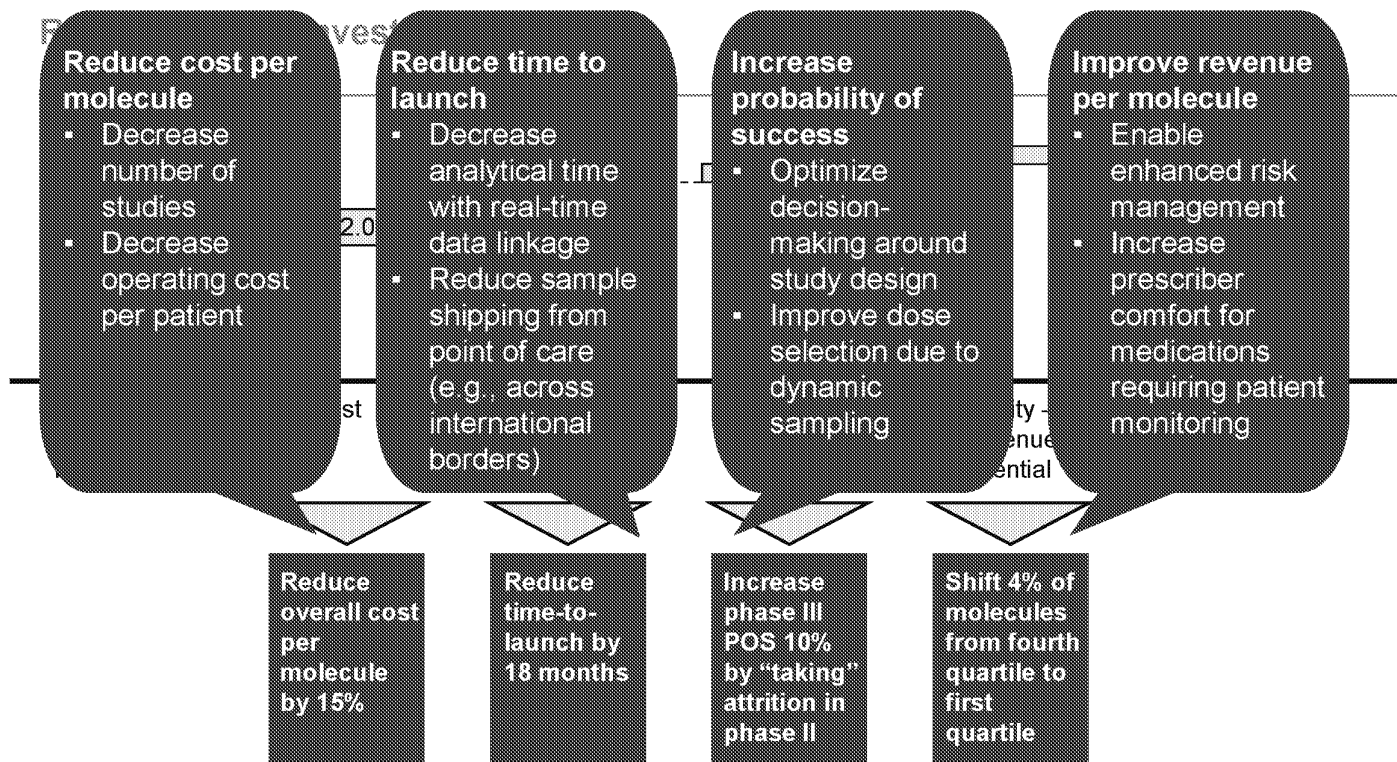 Reduce cost per
molecule
▪ Decrease
number of
studies
▪ Decrease
operating cost
per patient
Reduce time to
launch
▪ Decrease
analytical time
with real-time
data linkage
▪ Reduce sample
shipping from
point of care
(e.g., across
international
borders)
Increase
probability of
success
▪ Optimize
decision-
making around
study design
▪ Improve dose
selection due to
dynamic
sampling
Improve revenue
per molecule
▪ Enable
enhanced risk
management
▪ Increase
prescriber
comfort for
medications
requiring patient
monitoring
2.0
Reduce
overall cost
per
molecule
by 15%
Reduce
time-to-
launch by
18 months
Increase
phase III
POS 10%
by “taking”
attrition in
phase II
Shift 4% of
molecules
from fourth
quartile to
first
quartile